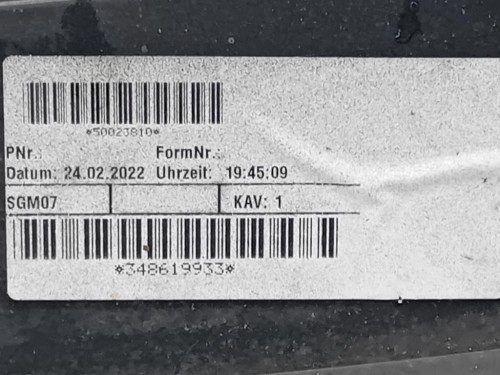 *50023810*
PNr.: FormNr.:
Datum: 24.02.2022 Uhrzeit: 19:45:09
SGM07 KAV: 1
*348619933*